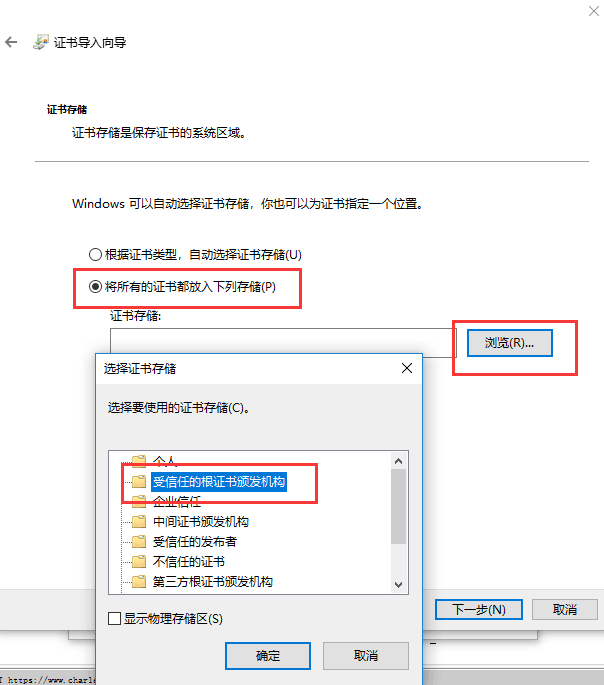 证书导入向导
证书存储
证书存储是保存证书的系统区域。
Windows 可以自动选择证书存储，你也可以为证书指定一个位置。
根据证书类型，自动选择证书存储(U)
将所有的证书都放入下列存储(P)
证书存储:
浏览(R)...
选择证书存储
选择要使用的证书存储(C)。
个人
受信任的根证书颁发机构
企业信任
中间证书颁发机构
受信任的发布者
不信任的证书
第三方根证书颁发机构
显示物理存储区(S)
确定
取消
下一步(N)
取消
https://www.charle